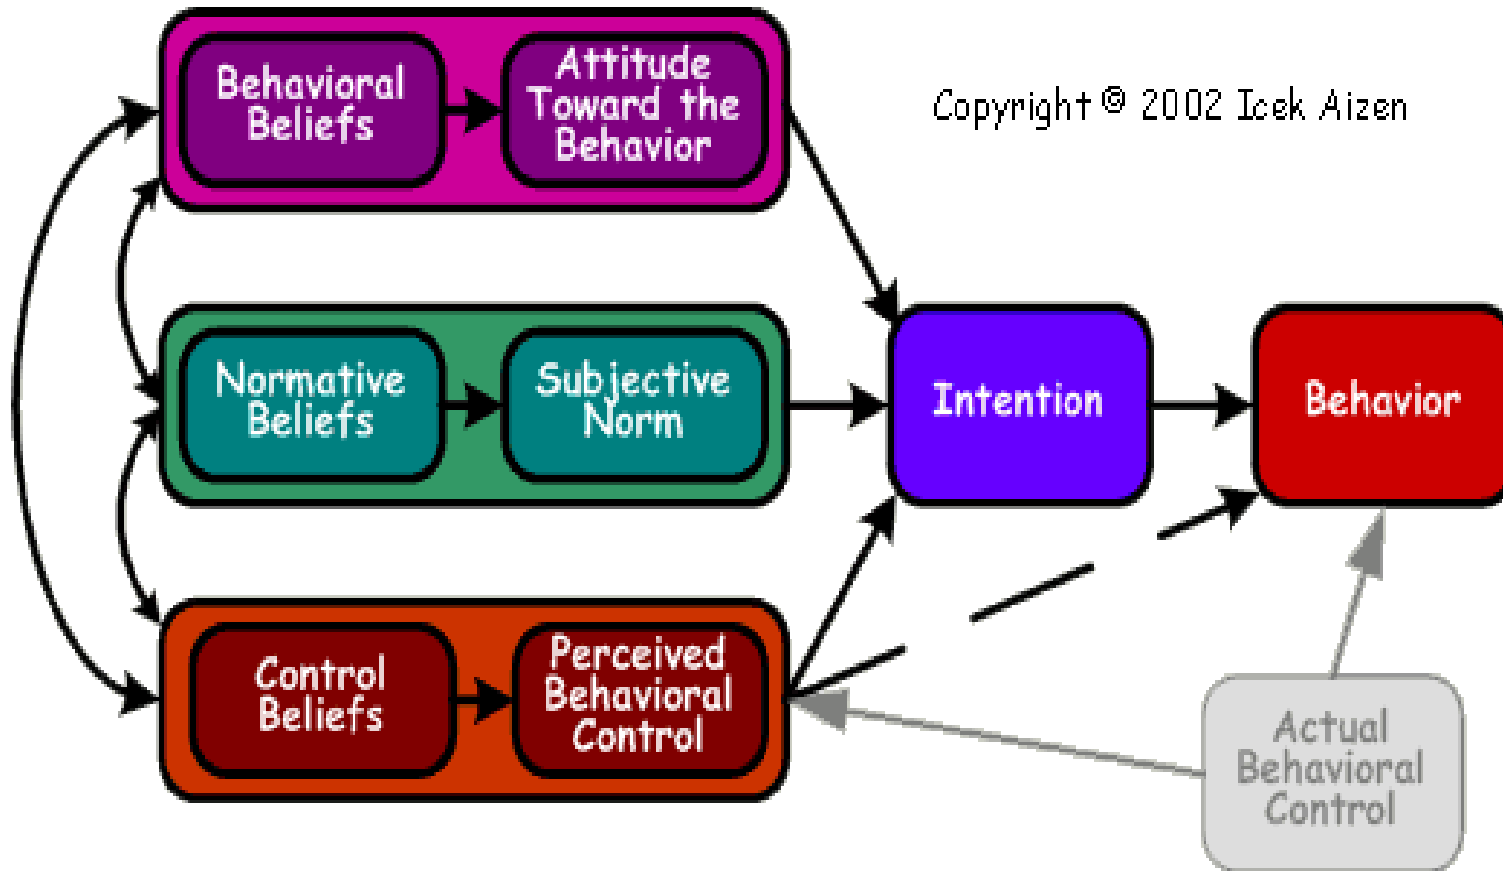 Behavioral
Beliefs
Attitude
Toward the
Behavior
Copyright © 2002 Icek Aizen
Normative
Beliefs
Subjective
Norm
Intention
Behavior
Control
Beliefs
Perceived
Behavioral
Control
Actual
Behavioral
Control